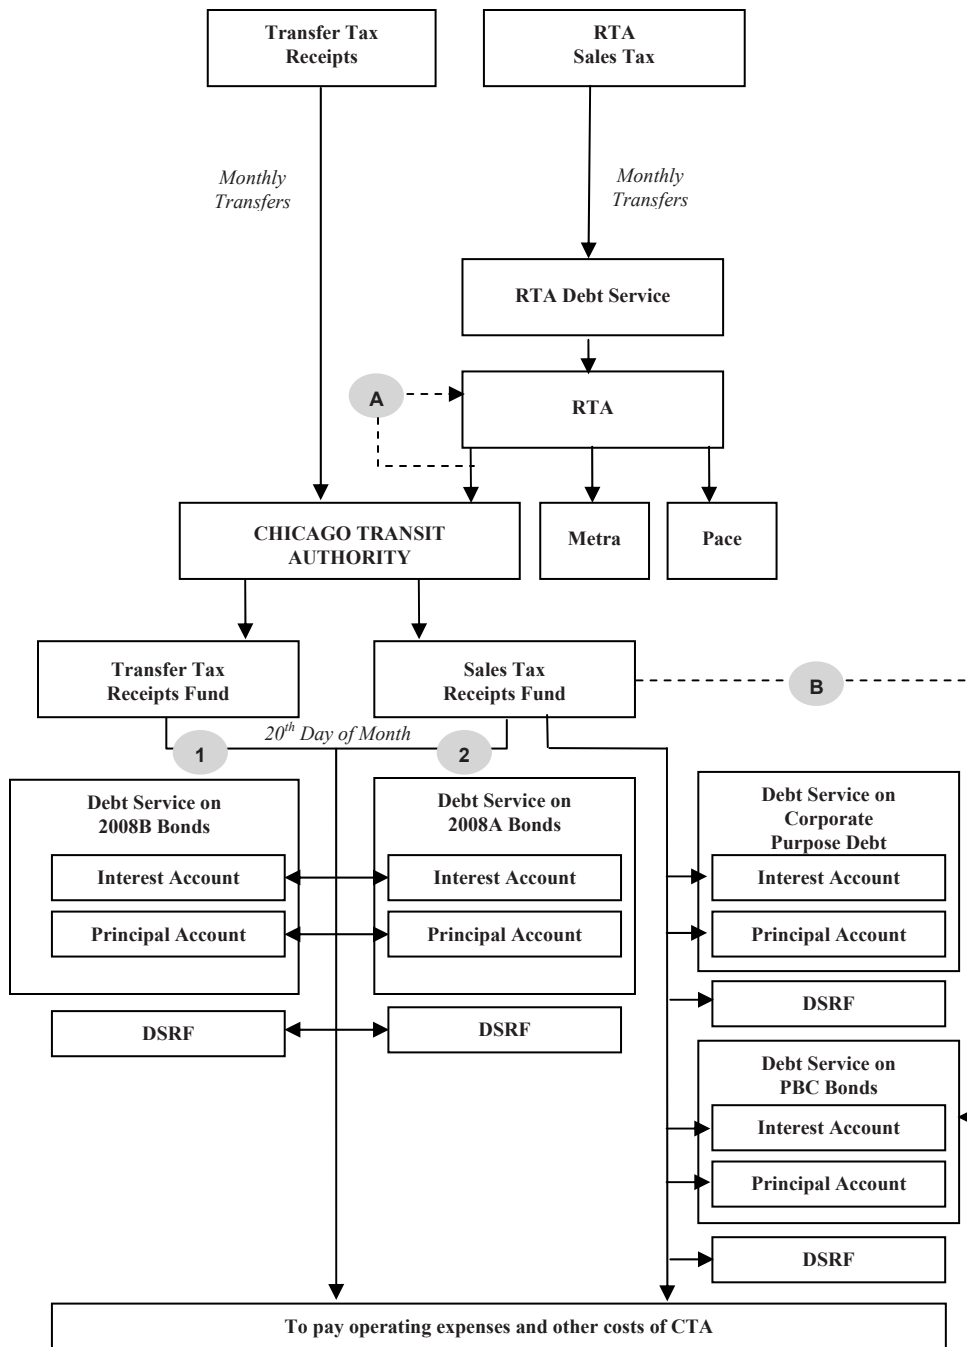 Transfer Tax
Receipts
RTA
Sales Tax
Monthly
Transfers
Monthly
Transfers
RTA Debt Service
A
RTA
CHICAGO TRANSIT
AUTHORITY
Metra
Pace
Transfer Tax
Receipts Fund
Sales Tax
Receipts Fund
B
20th Day of Month
1
2
Debt Service on
2008B Bonds
Interest Account
Principal Account
DSRF
Debt Service on
2008A Bonds
Interest Account
Principal Account
DSRF
Debt Service on
Corporate
Purpose Debt
Interest Account
Principal Account
DSRF
Debt Service on
PBC Bonds
Interest Account
Principal Account
DSRF
To pay operating expenses and other costs of CTA